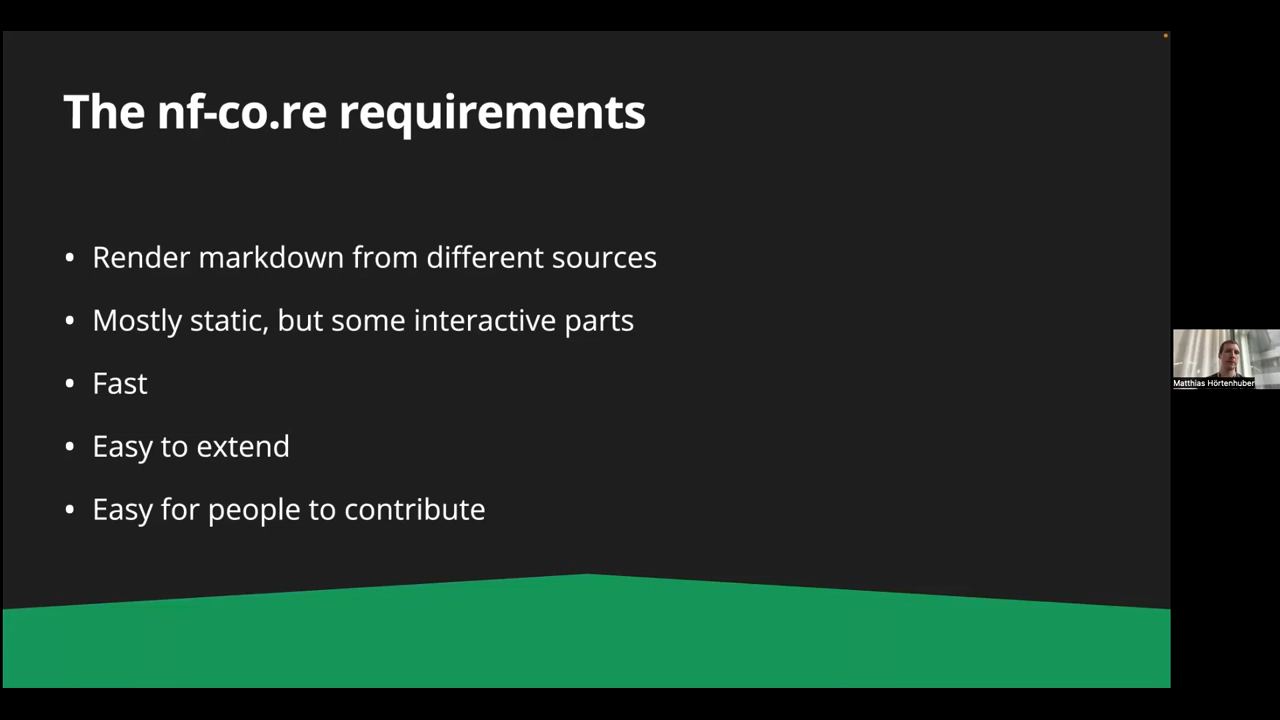 The nf-co.re requirements
• Render markdown from different sources
• Mostly static, but some interactive parts
• Fast
• Easy to extend
• Easy for people to contribute
Matthias Hörtenhuber